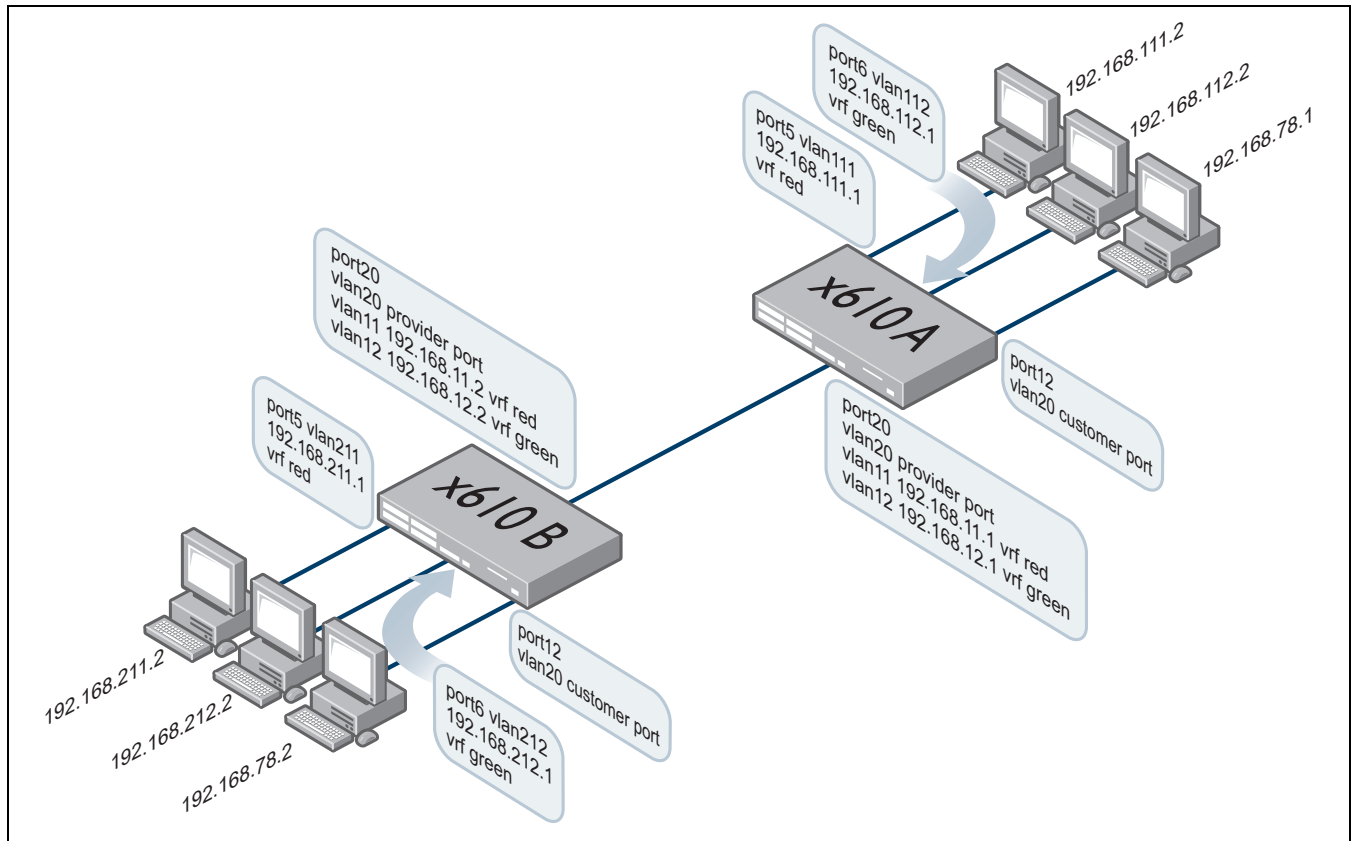 port6 vlan112
192.168.112.1
vrf green
port5 vlan111
192.168.111.1
vrf red
192.168.111.2
192.168.112.2
192.168.78.1
x610A
port12
vlan20 customer port
port20
vlan20 provider port
vlan11 192.168.11.1 vrf red
vlan12 192.168.12.1 vrf green
port20
vlan20 provider port
vlan11 192.168.11.2 vrf red
vlan12 192.168.12.2 vrf green
port5 vlan211
192.168.211.1
vrf red
x610B
port12
vlan20 customer port
port6 vlan212
192.168.212.1
vrf green
192.168.211.2
192.168.212.2
192.168.78.2